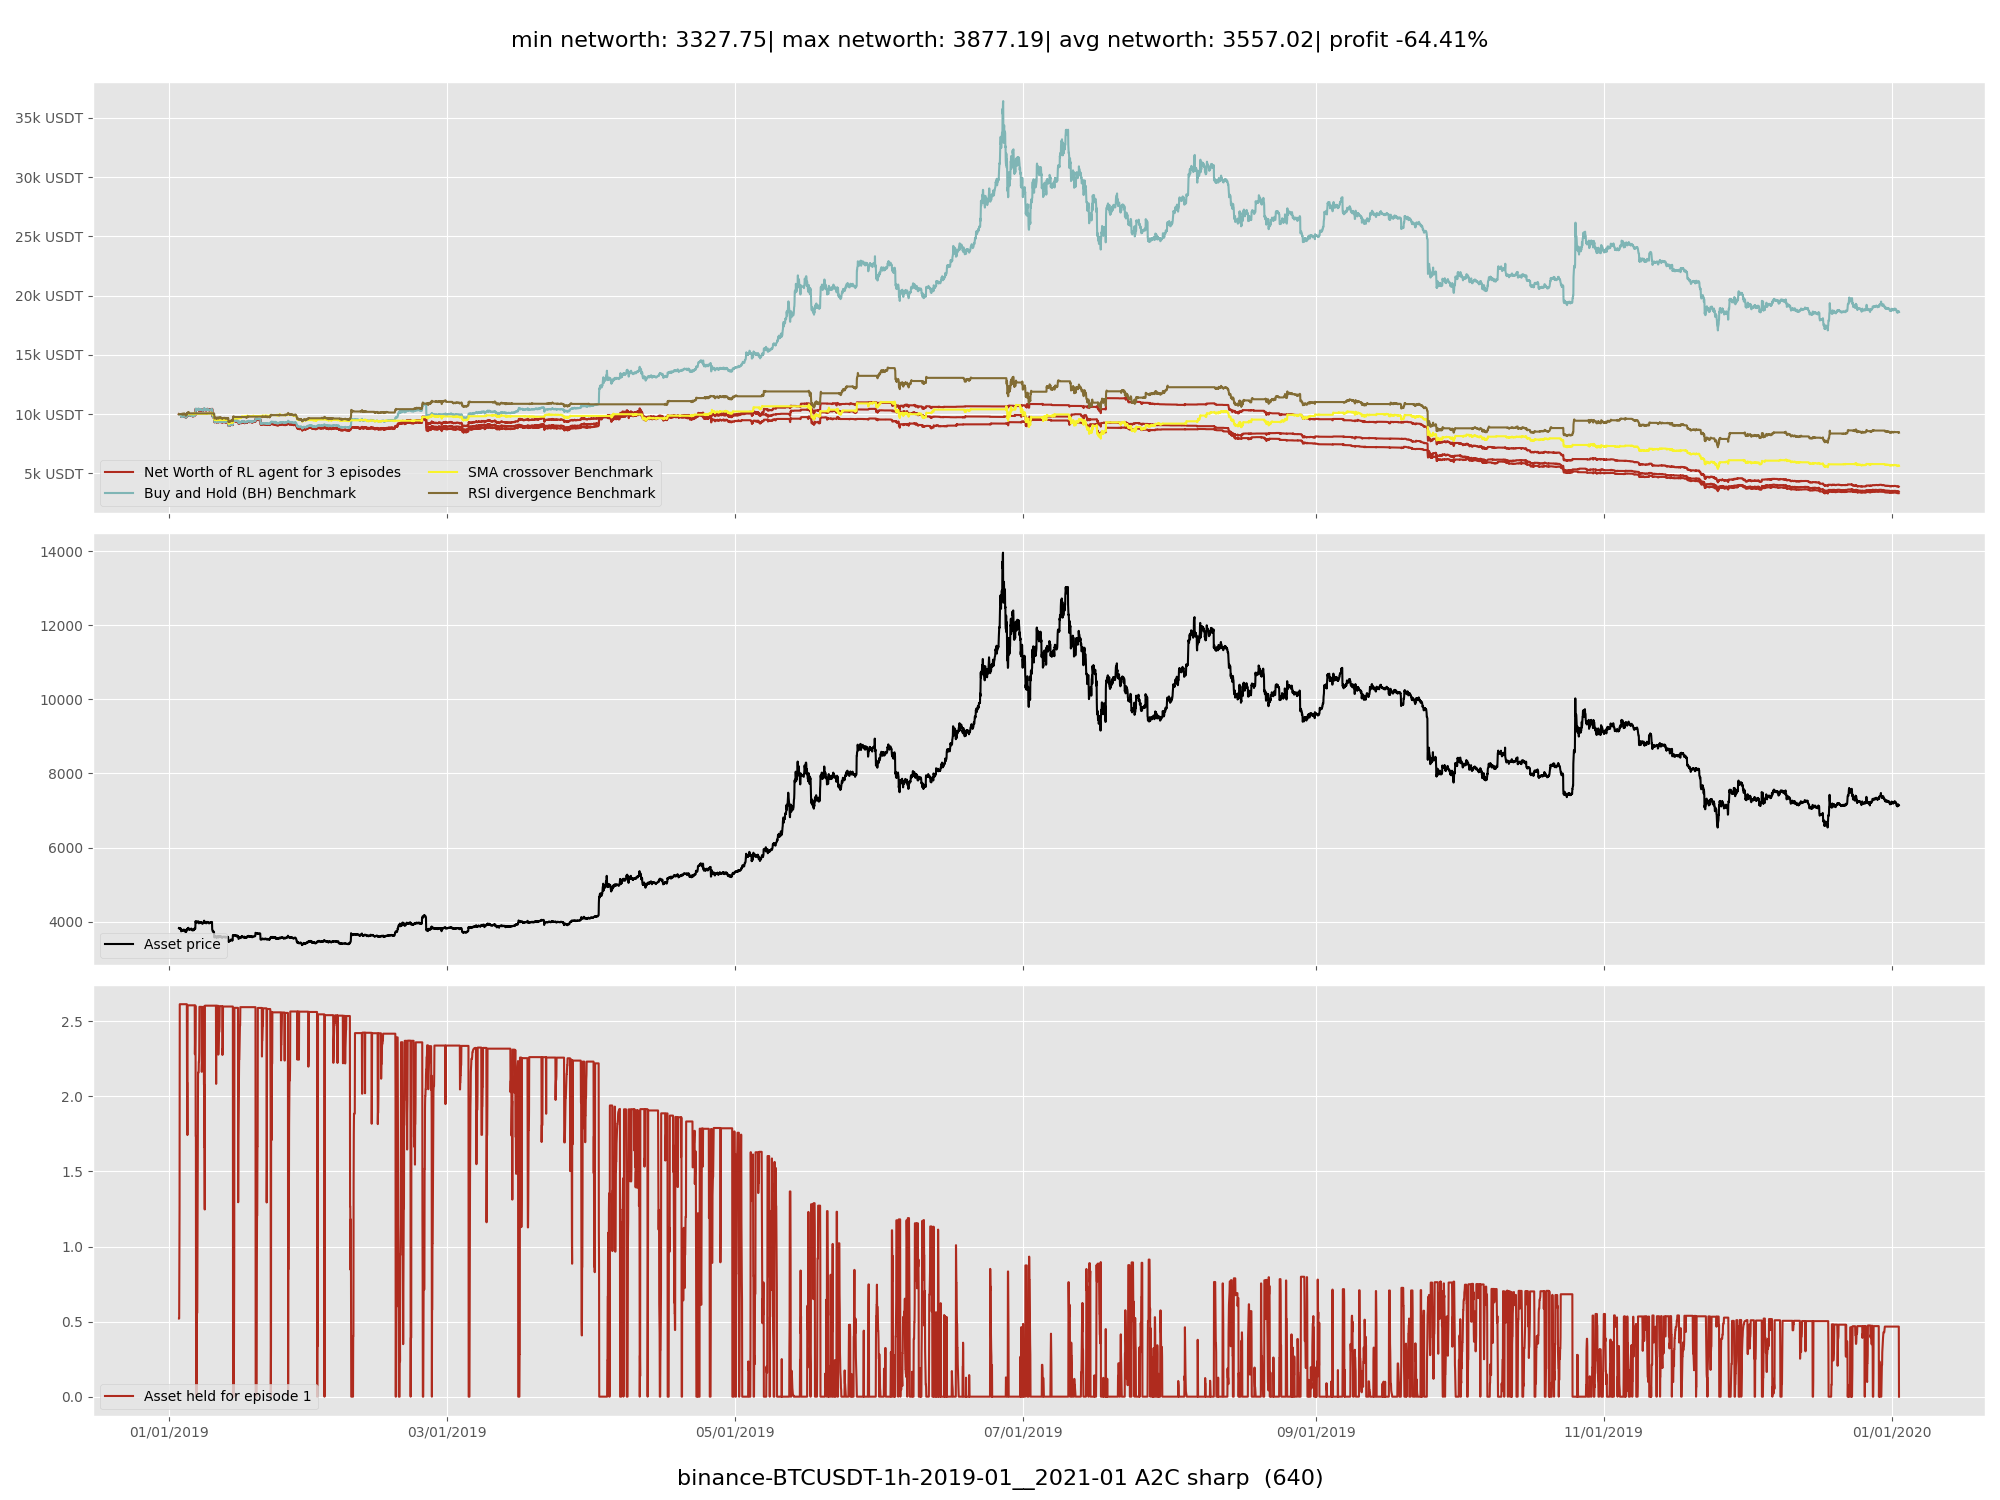 min networth: 3327.75| max networth: 3877.19| avg networth: 3557.02| profit -64.41%
35k USDT
30k USDT
25k USDT
20k USDT
15k USDT
10k USDT
5k USDT
Net Worth of RL agent for 3 episodes
Buy and Hold (BH) Benchmark
SMA crossover Benchmark
RSI divergence Benchmark
14000
12000
10000
8000
6000
4000
Asset price
2.5
2.0
1.5
1.0
0.5
0.0
Asset held for episode 1
01/01/2019 03/01/2019 05/01/2019 07/01/2019 09/01/2019 11/01/2019 01/01/2020
binance-BTCUSDT-1h-2019-01__2021-01 A2C sharp (640)